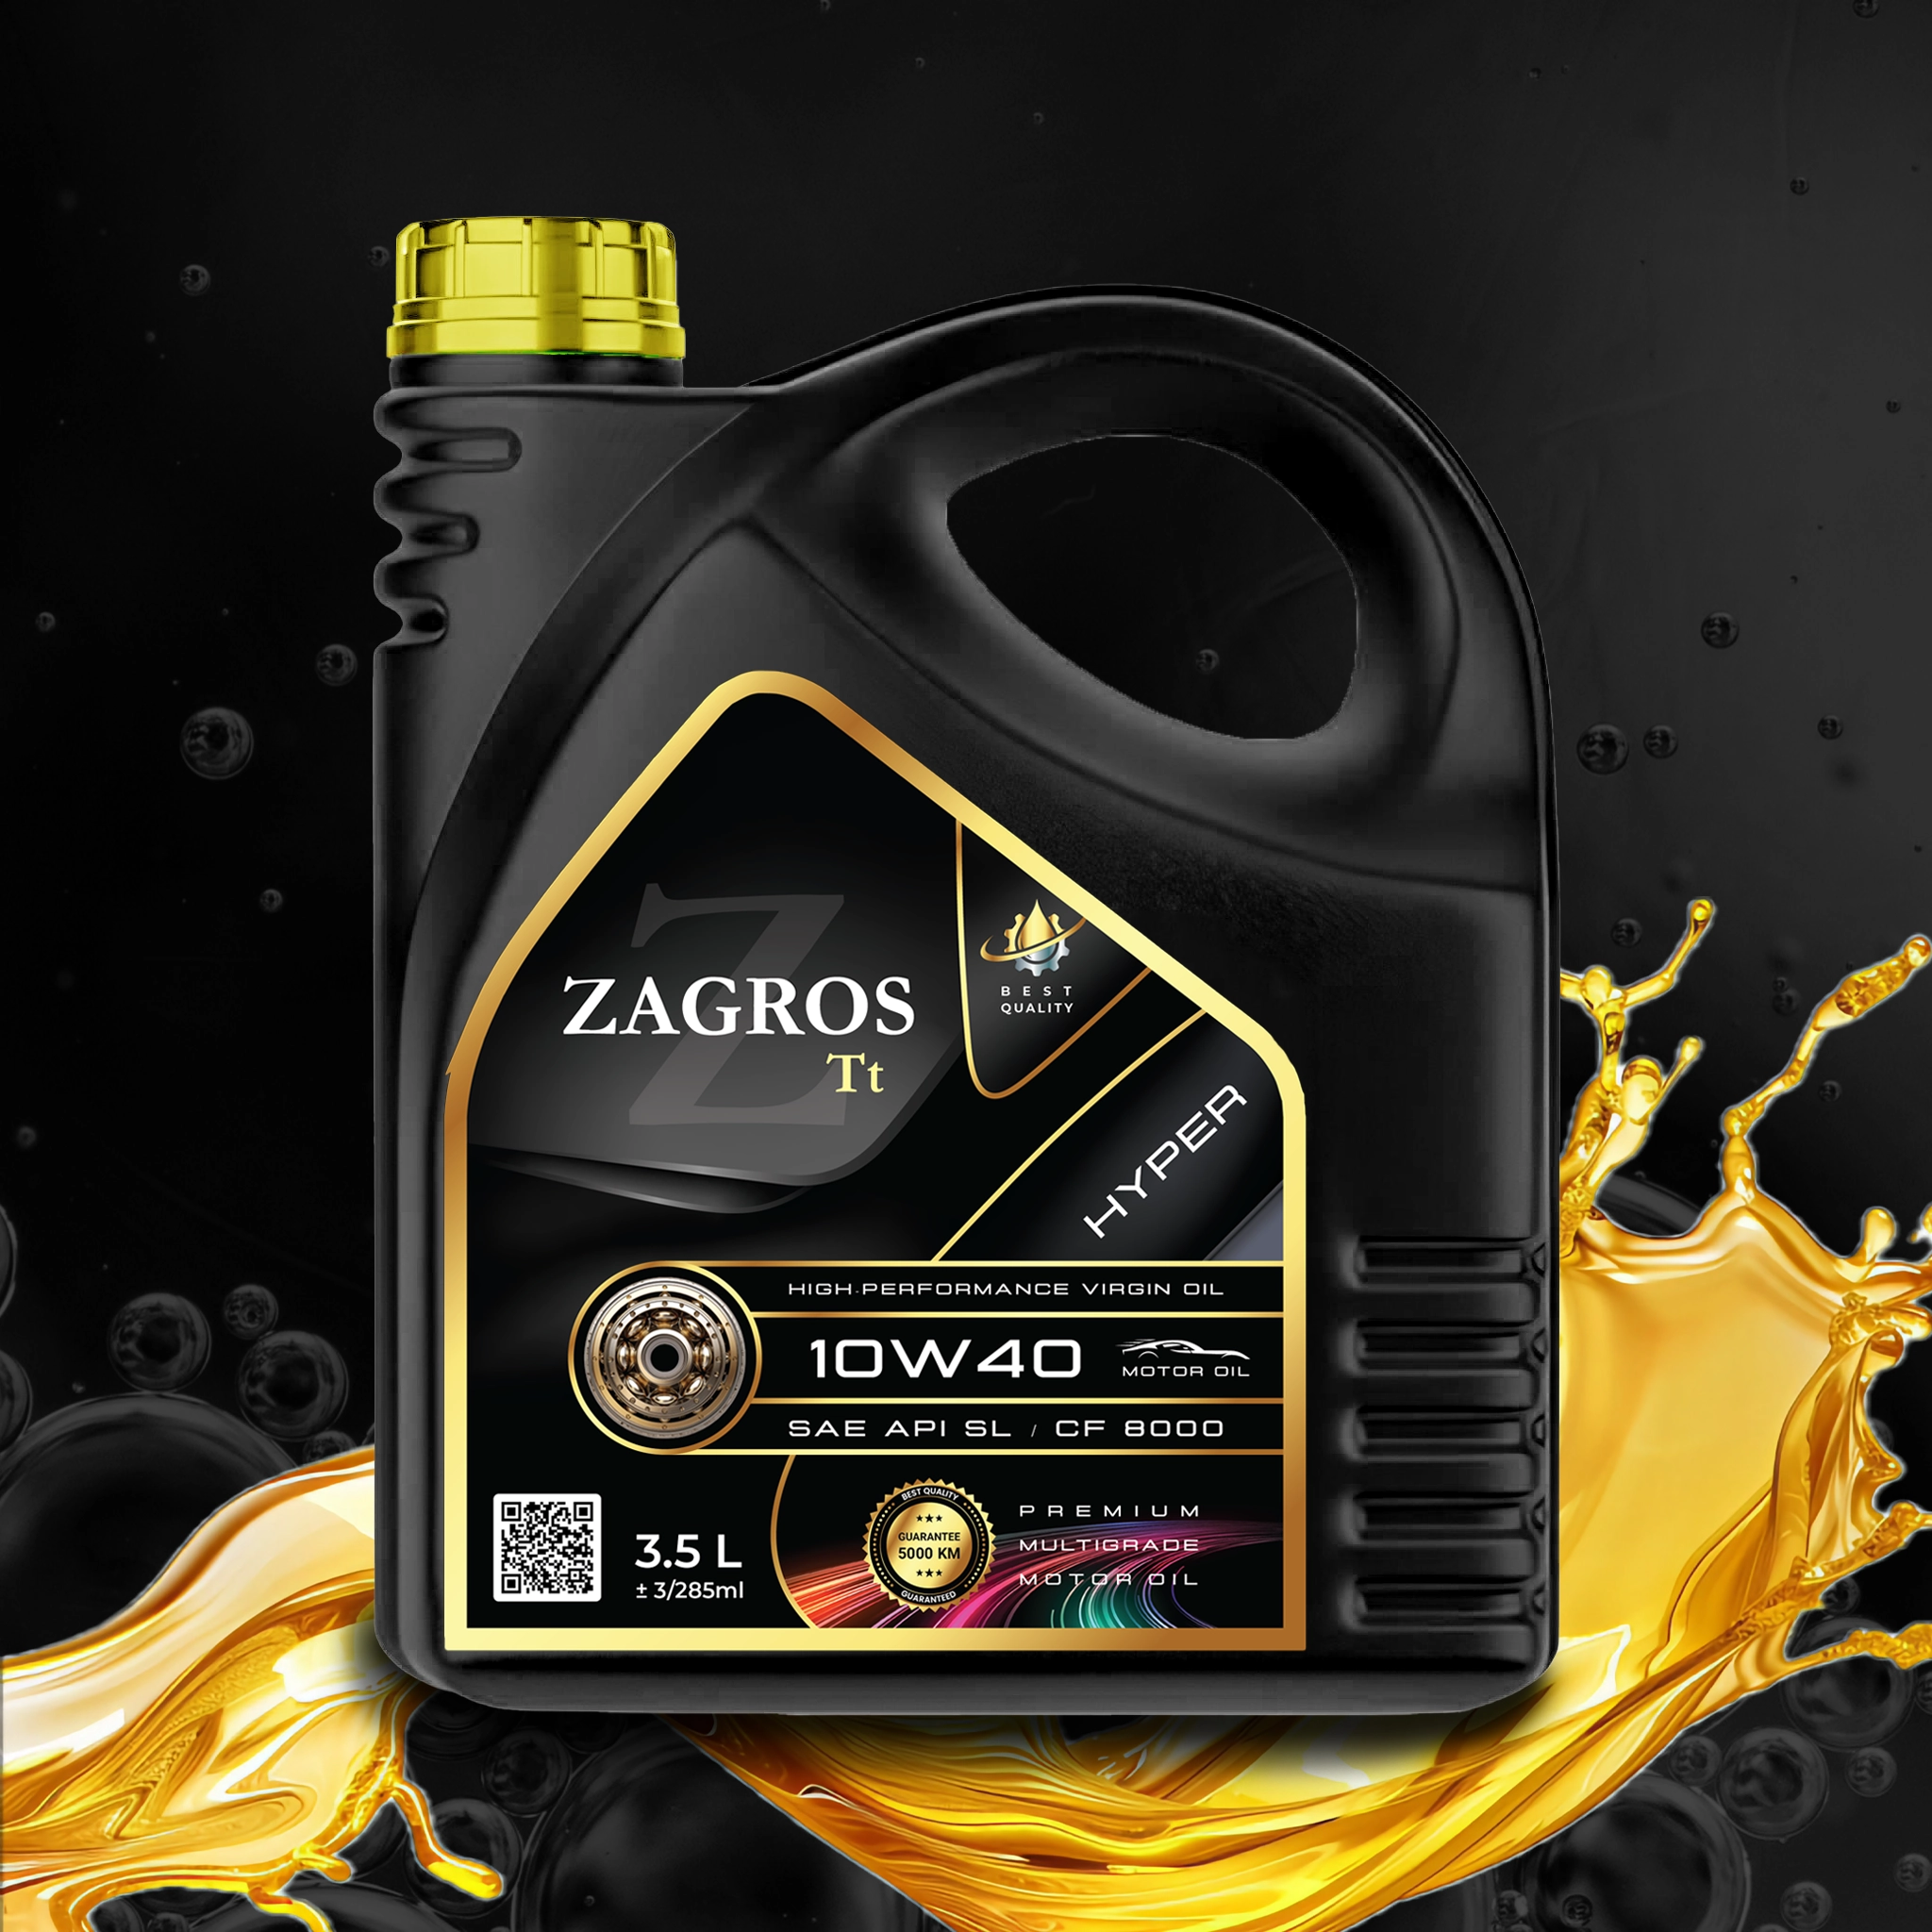 Z
ZAGROS
Tt
BEST
QUALITY
HYPER
HIGH-PERFORMANCE VIRGIN OIL
10W40
MOTOR OIL
SAE API SL / CF 8000
3.5 L
± 3/285ml
BEST QUALITY
GUARANTEE
5000 KM
GUARANTEED
PREMIUM
MULTIGRADE
MOTOR OIL